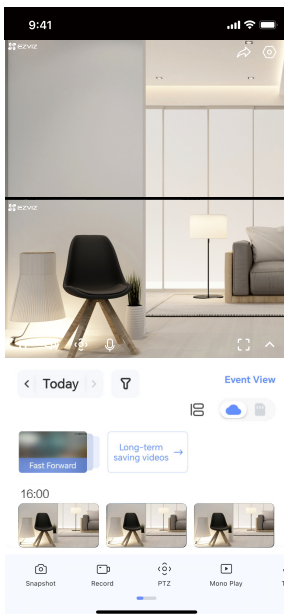 9:41
ezviz
ezviz
Today
Event View
Fast Forward
Long-term
saving videos
16:00
Snapshot
Record
PTZ
Mono Play